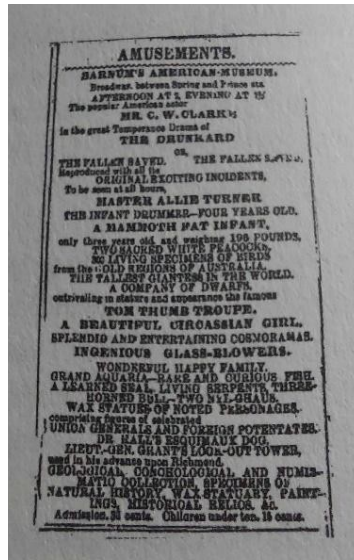 AMUSEMENTS.
BARNUM'S AMERICAN-MUSEUM,
Broadway, between Spring and Prince sts.
AFTERNOON AT 2, EVENING AT
The popular American actor
MR. C. W. CLARKE
in the great Temperance Drama of
THE DRUNKARD
OR,
THE FALLEN SAVED. THE FALLEN SAVED.
Reproduced with all its
ORIGINAL EXCITING INCIDENTS,
To be seen at all hours,
MASTER ALLIE TURNER
THE INFANT DRUMMER—FOUR YEARS OLD.
A MAMMOTH FAT INFANT,
only three years old and weighing 196 POUNDS.
TWO SACRED WHITE PEACOCKS,
300 LIVING SPECIMENS OF BIRDS
from the GOLD REGIONS OF AUSTRALIA.
THE TALLEST GIANTESS IN THE WORLD.
A COMPANY OF DWARFS,
outrivaling in stature and appearance the famous
TOM THUMB TROUPE.
A BEAUTIFUL CIRCASSIAN GIRL.
SPLENDID AND ENTERTAINING COSMORAMAS.
INGENIOUS GLASS-BLOWERS.
WONDERFUL HAPPY FAMILY.
GRAND AQUARIA—RARE AND CURIOUS FISH.
A LEARNED SEAL, LIVING SERPENTS, THREE-
HORNED BULL—TWO NYL-GHAUS.
WAX STATUES OF NOTED PERSONAGES,
comprising figures of celebrated
UNION GENERALS AND FOREIGN POTENTATES.
DR. HALL'S ESQUIMAUX DOG,
LIEUT.-GEN. GRANT'S LOOK-OUT TOWER,
used in his advance upon Richmond.
GEOLOGICAL, CONCHOLOGICAL AND NUMIS-
MATIC COLLECTION, SPECIMENS OF
NATURAL HISTORY, WAX STATUARY, PAINT-
INGS, HISTORICAL RELICS, &c.
Admission, 30 cents. Children under ten, 15 cents.